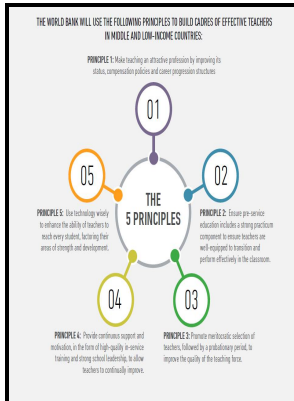 THE WORLD BANK WILL USE THE FOLLOWING PRINCIPLES TO BUILD CADRES OF EFFECTIVE TEACHERS
IN MIDDLE AND LOW-INCOME COUNTRIES:
PRINCIPLE 1: Make teaching an attractive profession by improving its
status, compensation policies and career progression structures
01
05
02
THE
5 PRINCIPLES
PRINCIPLE 5: Use technology wisely
to enhance the ability of teachers to
reach every student, factoring their
areas of strength and development.
PRINCIPLE 2: Ensure pre-service
education includes a strong practicum
component to ensure teachers are
well-equipped to transition and
perform effectively in the classroom.
04
03
PRINCIPLE 4: Provide continuous support and
motivation, in the form of high-quality in-service
training and strong school leadership, to allow
teachers to continually improve.
PRINCIPLE 3: Promote meritocratic selection of
teachers, followed by a probationary period, to
improve the quality of the teaching force.